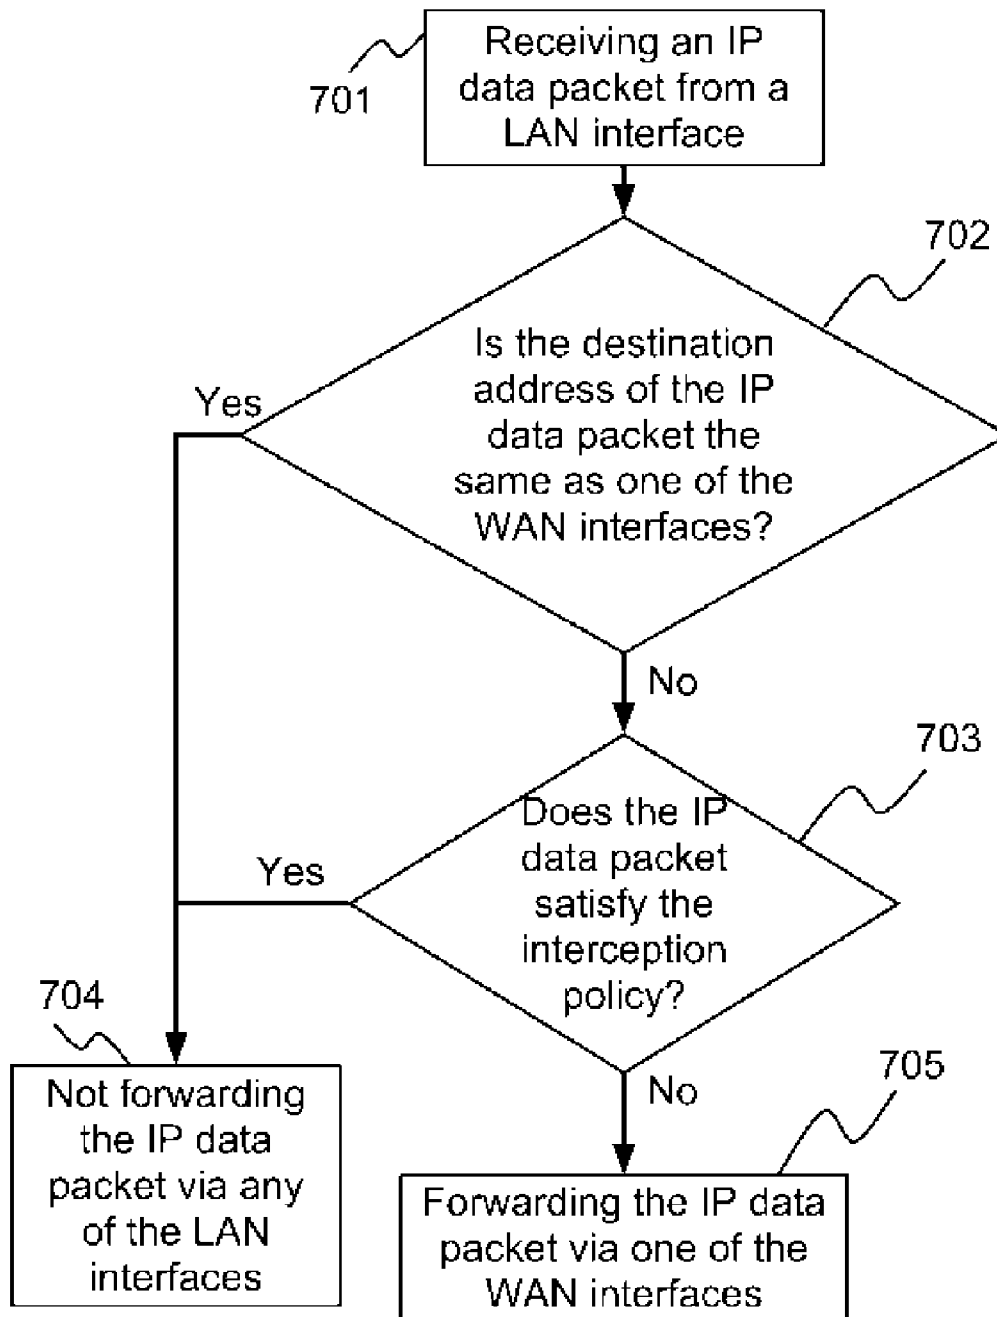 Receiving an IP
data packet from a
LAN interface
701
702
Is the destination
address of the IP
data packet the
same as one of the
WAN interfaces?
Yes
No
703
Does the IP
data packet
satisfy the
interception
policy?
Yes
No
704
Not forwarding
the IP data
packet via any
of the LAN
interfaces
705
Forwarding the IP data
packet via one of the
WAN interfaces